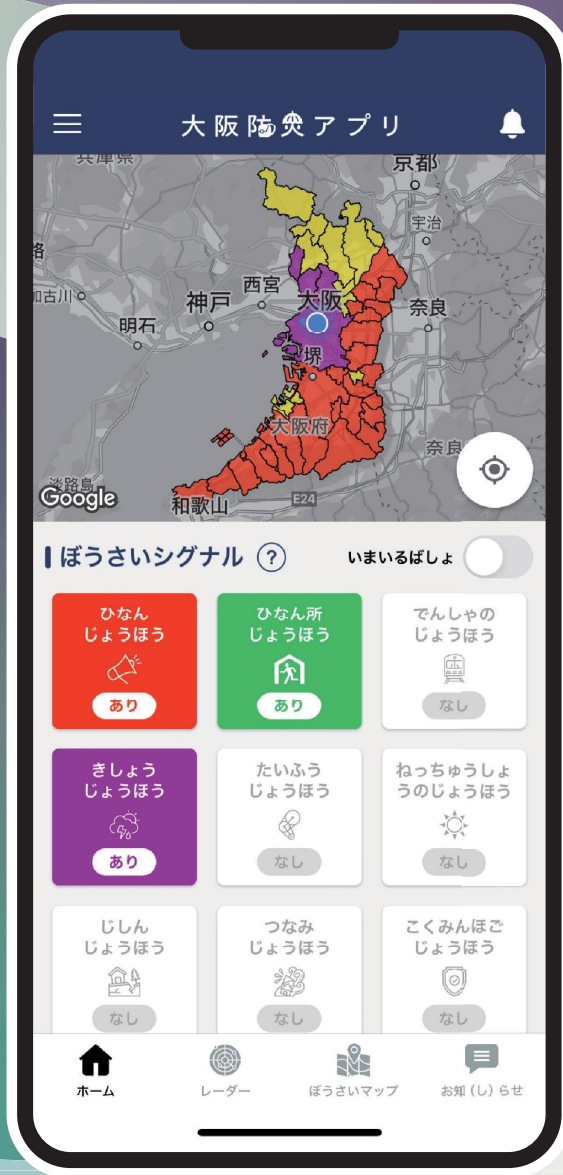 大阪防災アプリ
兵庫県
京都
宇治
路
加古川
西宮
大阪
神戸
奈良
明石
堺
大阪府
奈良
淡路島
Google
和歌山
E24
ぼうさいシグナル ?
いまいるばしょ
ひなん
じょうほう
あり
ひなん所
じょうほう
あり
でんしゃの
じょうほう
なし
きしょう
じょうほう
あり
たいふう
じょうほう
なし
ねっちゅうしょ
うのじょうほう
なし
じしん
じょうほう
なし
つなみ
じょうほう
なし
こくみんほご
じょうほう
なし
ホーム
レーダー
ぼうさいマップ
お知(し)らせ